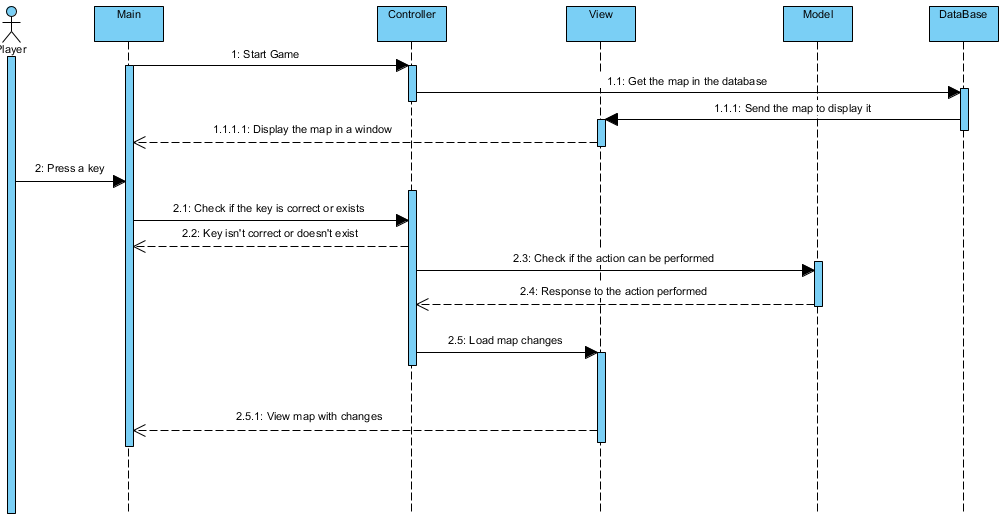 Main
Controller
View
Model
DataBase
Player
1: Start Game
1.1: Get the map in the database
1.1.1: Send the map to display it
1.1.1.1: Display the map in a window
2: Press a key
2.1: Check if the key is correct or exists
2.2: Key isn't correct or doesn't exist
2.3: Check if the action can be performed
2.4: Response to the action performed
2.5: Load map changes
2.5.1: View map with changes